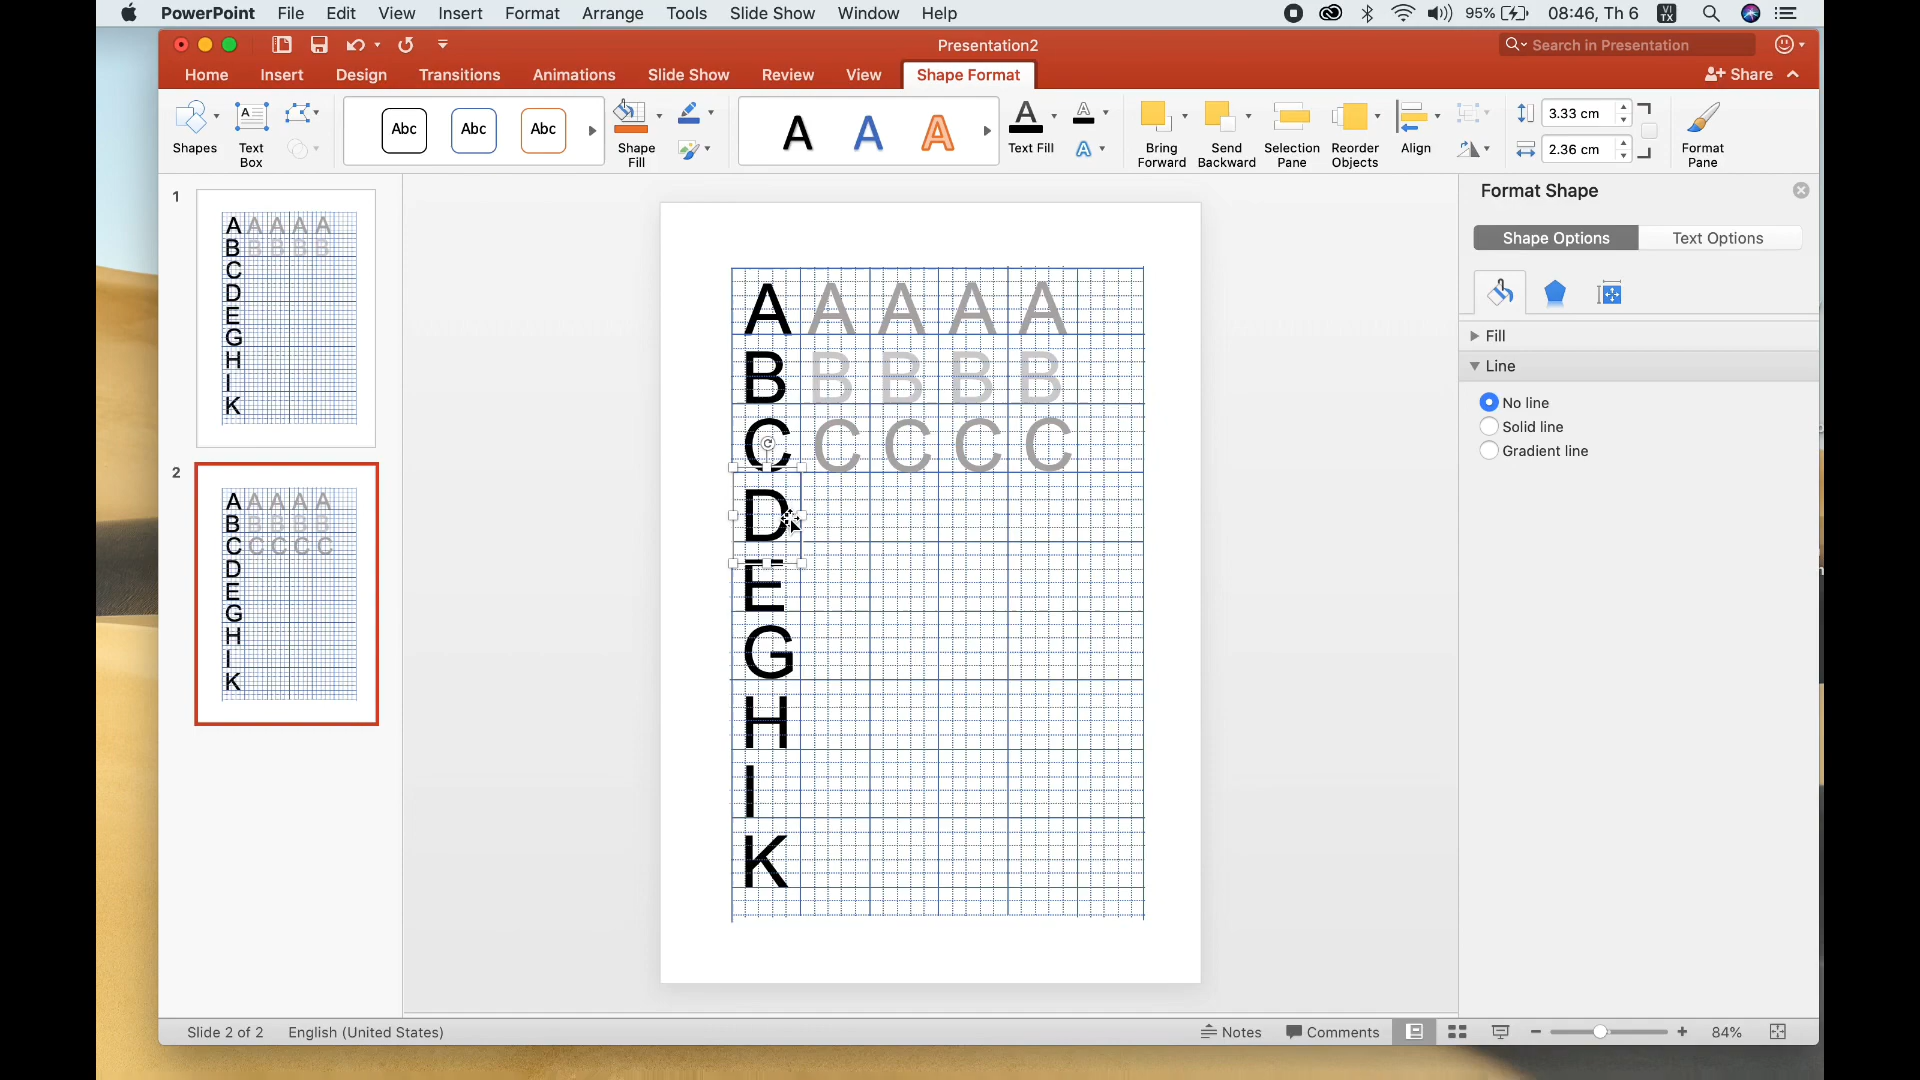 PowerPoint File Edit View Insert Format Arrange Tools Slide Show Window Help 95% 08:46, Th 6 VI TX
Presentation2 Search in Presentation
Home Insert Design Transitions Animations Slide Show Review View Shape Format Share
Shapes
Text Box
Abc Abc Abc
Shape Fill
A A A
Text Fill
Bring Forward
Send Backward
Selection Pane
Reorder Objects
Align
3.33 cm
2.36 cm
Format Pane
1
A A A A A
B B B B B
C
D
E
G
H
I
K
2
A A A A A
B B B B B
C C C C C
D
E
G
H
I
K
A A A A A
B B B B B
C C C C C
D
E
G
H
I
K
Format Shape
Shape Options Text Options
Fill
Line
No line
Solid line
Gradient line
Slide 2 of 2 English (United States) Notes Comments 84%